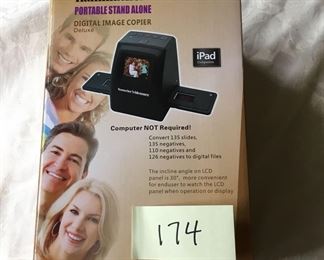 PORTABLE STAND ALONE
DIGITAL IMAGE COPIER
Deluxe
iPad
Computer NOT Required!
Convert 135 slides,
135 negatives,
110 negatives and
126 negatives to digital files
The incline angle on LCD
panel is 30°, more convenient
for enduser to watch the LCD
panel when operation or display
174